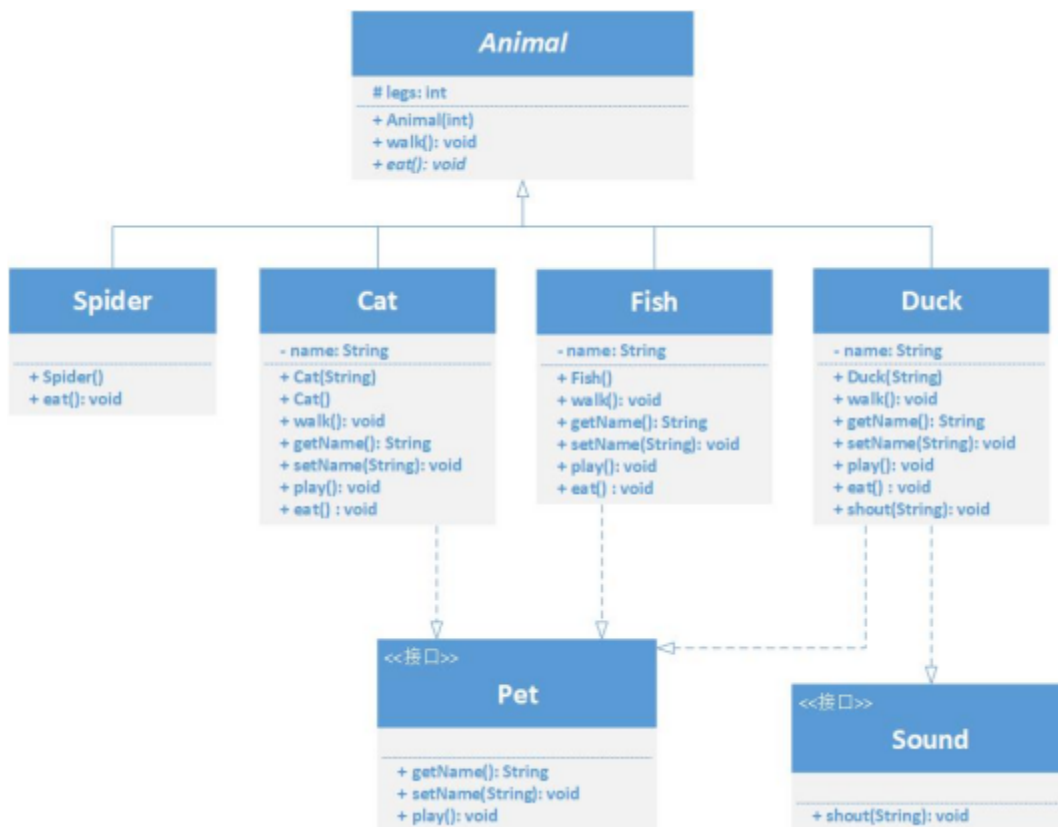 Animal
# legs: int
+ Animal(int)
+ walk(): void
+ eat(): void
Spider
+ Spider()
+ eat(): void
Cat
- name: String
+ Cat(String)
+ Cat()
+ walk(): void
+ getName(): String
+ setName(String): void
+ play(): void
+ eat() : void
Fish
- name: String
+ Fish()
+ walk(): void
+ getName(): String
+ setName(String): void
+ play(): void
+ eat() : void
Duck
- name: String
+ Duck(String)
+ walk(): void
+ getName(): String
+ setName(String): void
+ play(): void
+ eat() : void
+ shout(String): void
<<接口>>
Pet
+ getName(): String
+ setName(String): void
+ play(): void
<<接口>>
Sound
+ shout(String): void